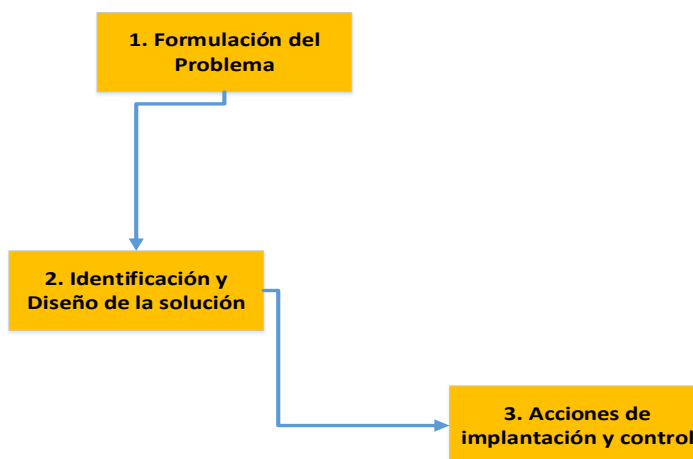 1. Formulación del
Problema
2. Identificación y
Diseño de la solución
3. Acciones de
implantación y control